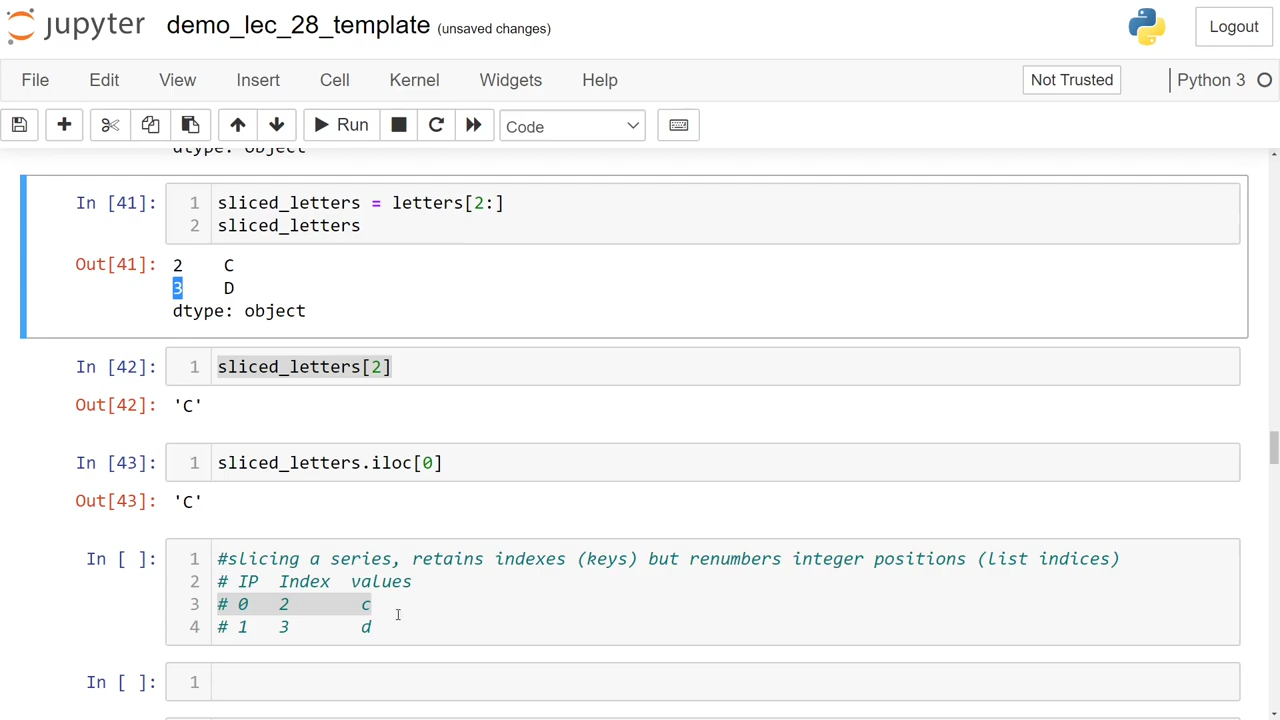 jupyter demo_lec_28_template (unsaved changes) Logout
File Edit View Insert Cell Kernel Widgets Help Not Trusted Python 3
Run Code
dtype: object
In [41]: 1 sliced_letters = letters[2:]
2 sliced_letters
Out[41]: 2 C
3 D
dtype: object
In [42]: 1 sliced_letters[2]
Out[42]: 'C'
In [43]: 1 sliced_letters.iloc[0]
Out[43]: 'C'
In [ ]: 1 #slicing a series, retains indexes (keys) but renumbers integer positions (list indices)
2 # IP Index values
3 # 0 2 c
4 # 1 3 d
In [ ]: 1